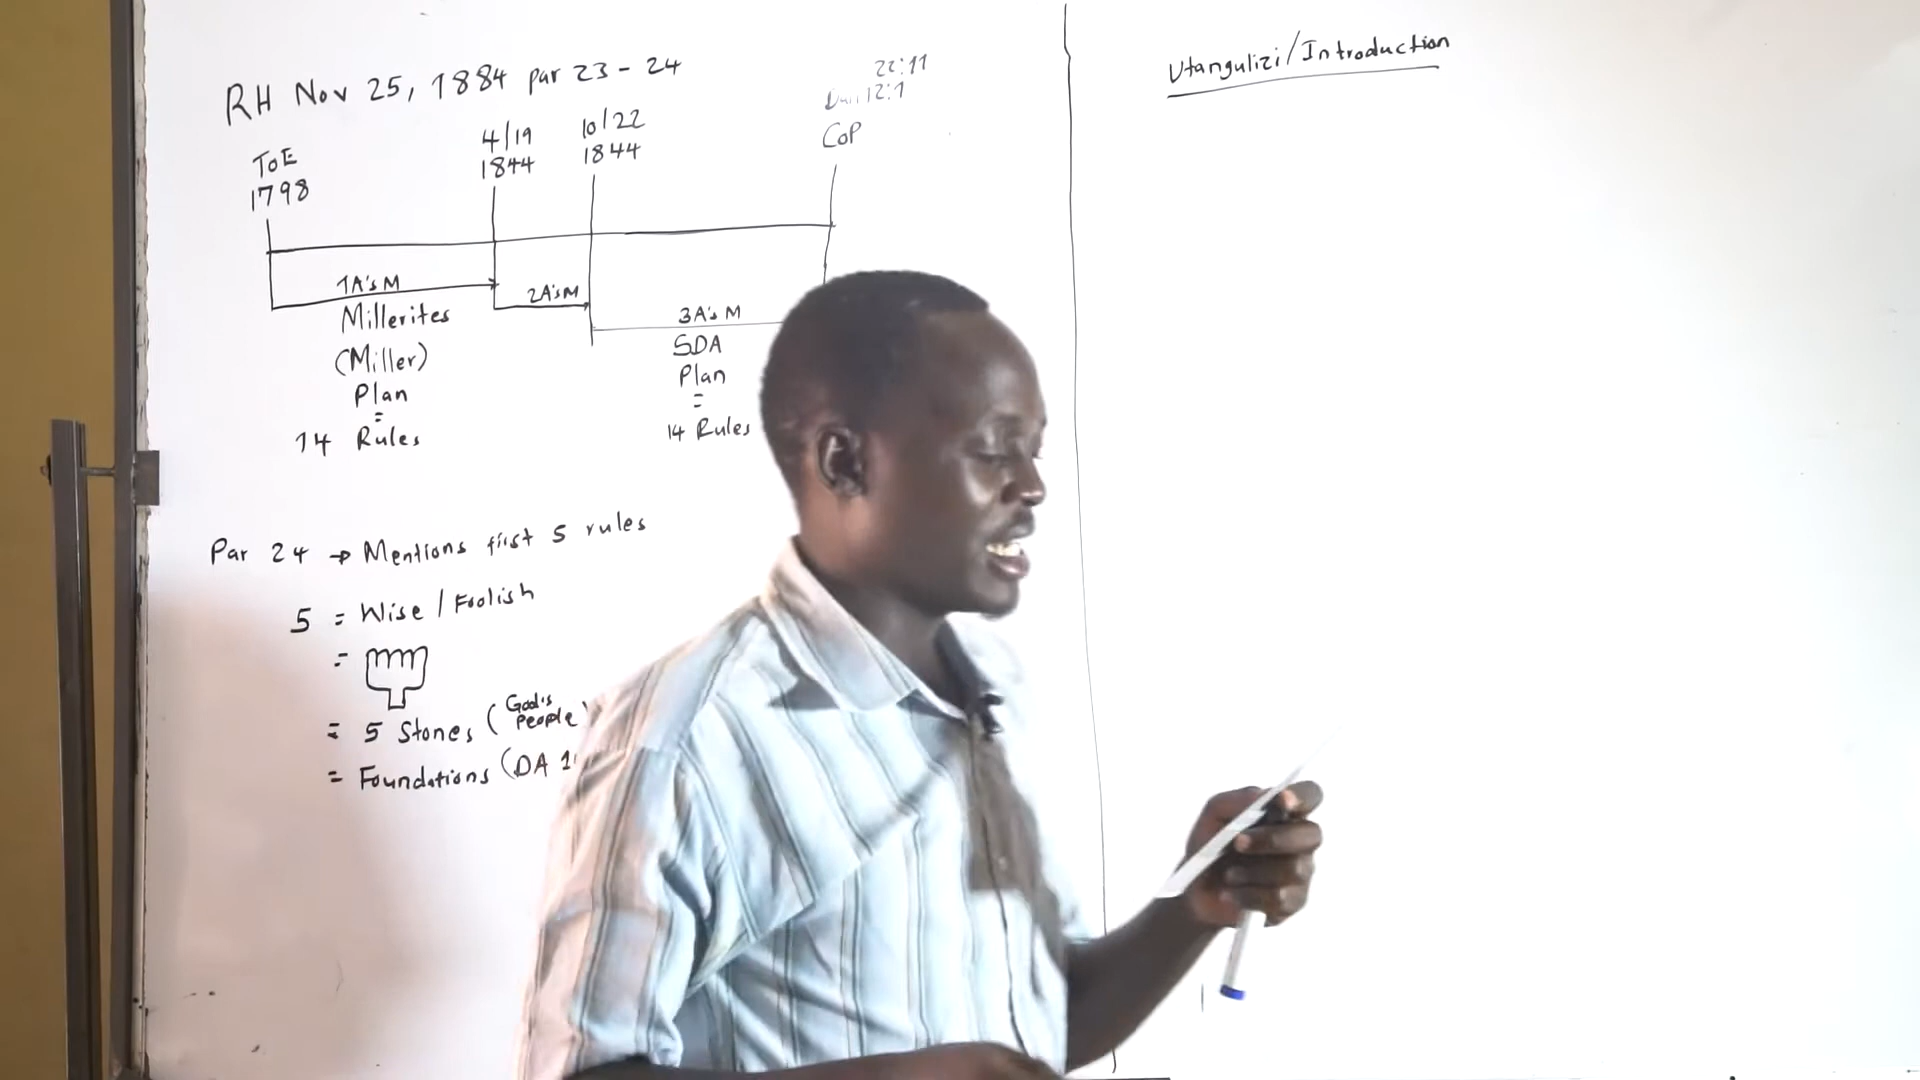 RH Nov 25, 1884 par 23 - 24
22:11
12:1
ToE
1798
4/19
1844
10/22
1844
CoP
1A's M
2A's M
3A's M
Millerites
(Miller)
Plan
=
14 Rules
SDA
Plan
=
14 Rules
Par 24 → Mentions first 5 rules
5 = Wise / Foolish
=
= 5 Stones (God's People
= Foundations (DA
Utangulizi/Introduction